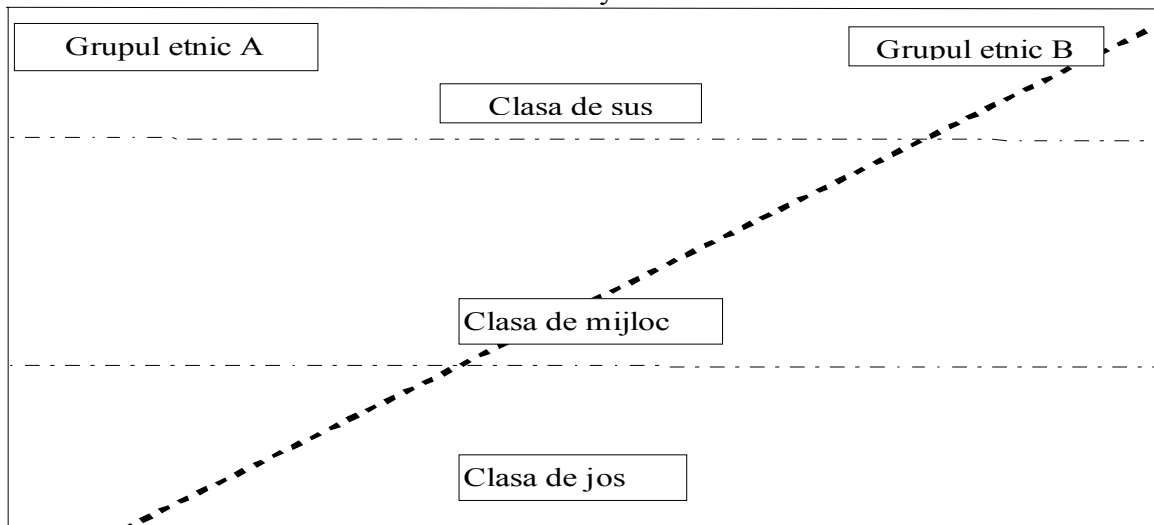 Grupul etnic A
Grupul etnic B
Clasa de sus
Clasa de mijloc
Clasa de jos